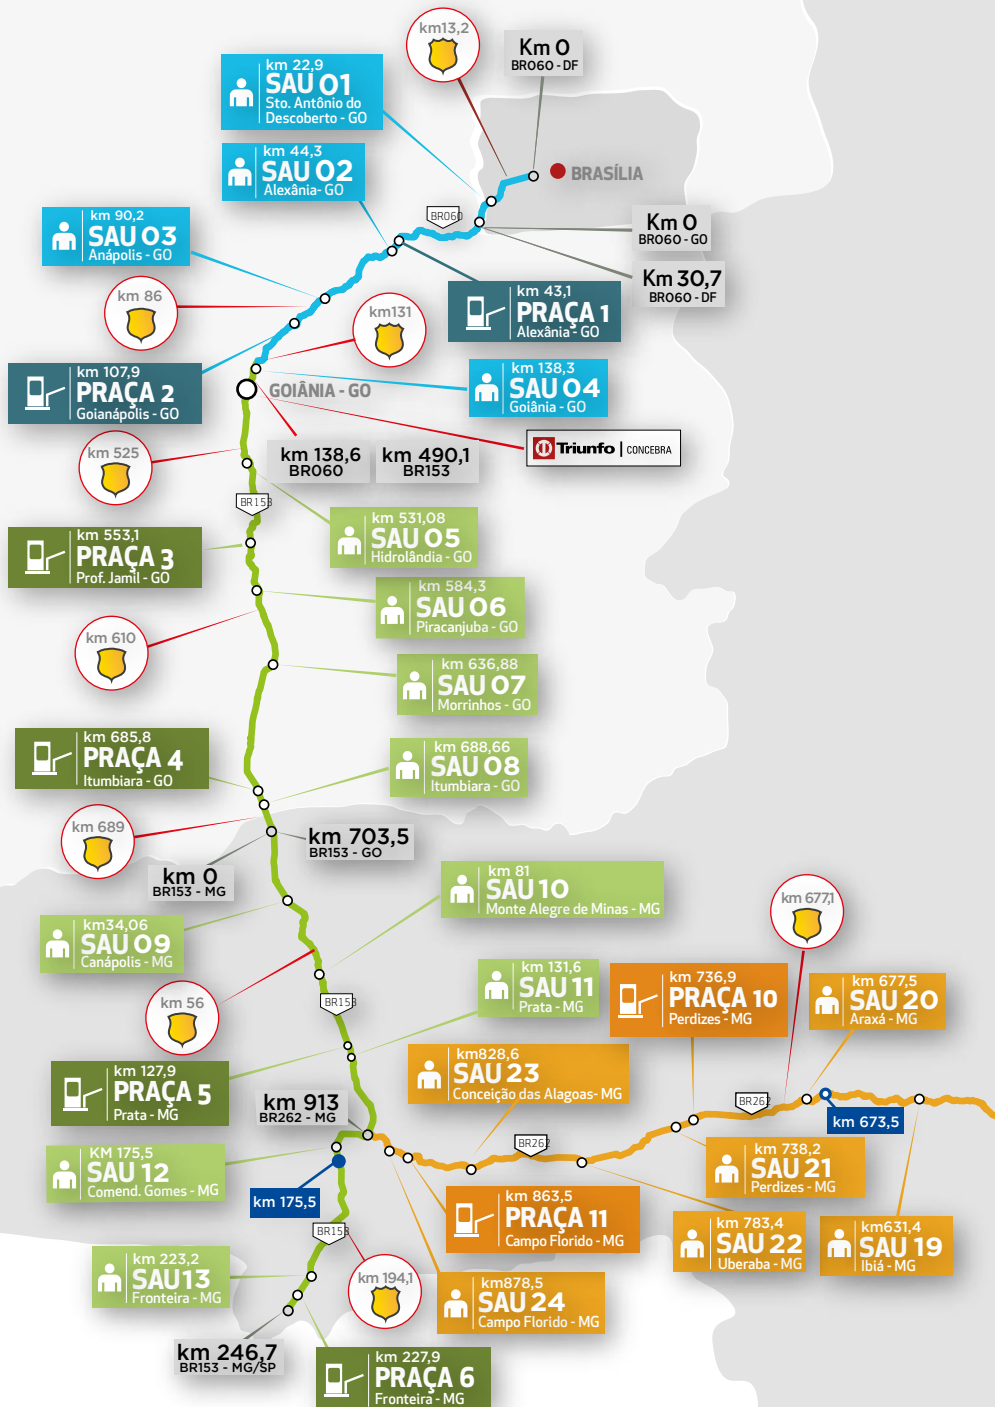 km13,2
Km 0
BR060 - DF
km 22,9
SAU 01
Sto. Antônio do
Descoberto - GO
km 44,3
SAU 02
Alexânia- GO
BRASÍLIA
km 90,2
SAU 03
Anápolis - GO
BR060
Km 0
BR060 - GO
Km 30,7
BR060 - DF
km 86
km 43,1
PRAÇA 1
Alexânia - GO
km131
km 107,9
PRAÇA 2
Goianápolis - GO
GOIÂNIA - GO
km 138,3
SAU 04
Goiânia - GO
km 525
km 138,6
BR060
km 490,1
BR153
Triunfo | CONCEBRA
BR153
km 531,08
SAU 05
Hidrolândia - GO
km 553,1
PRAÇA 3
Prof. Jamil - GO
km 584,3
SAU 06
Piracanjuba - GO
km 610
km 636,88
SAU 07
Morrinhos - GO
km 685,8
PRAÇA 4
Itumbiara - GO
km 688,66
SAU 08
Itumbiara - GO
km 689
km 703,5
BR153 - GO
km 0
BR153 - MG
km 81
SAU 10
Monte Alegre de Minas - MG
km 677,1
km34,06
SAU 09
Canápolis - MG
km 131,6
SAU 11
Prata - MG
km 736,9
PRAÇA 10
Perdizes - MG
km 677,5
SAU 20
Araxá - MG
km 56
BR153
km 127,9
PRAÇA 5
Prata - MG
km828,6
SAU 23
Conceição das Alagoas- MG
km 913
BR262 - MG
BR262
km 673,5
BR262
KM 175,5
SAU 12
Comend. Gomes - MG
km 738,2
SAU 21
Perdizes - MG
km 175,5
km 863,5
PRAÇA 11
Campo Florido - MG
km 783,4
SAU 22
Uberaba - MG
km631,4
SAU 19
Ibiá - MG
BR153
km 223,2
SAU13
Fronteira - MG
km 194,1
km878,5
SAU 24
Campo Florido - MG
km 246,7
BR153 - MG/SP
km 227,9
PRAÇA 6
Fronteira - MG